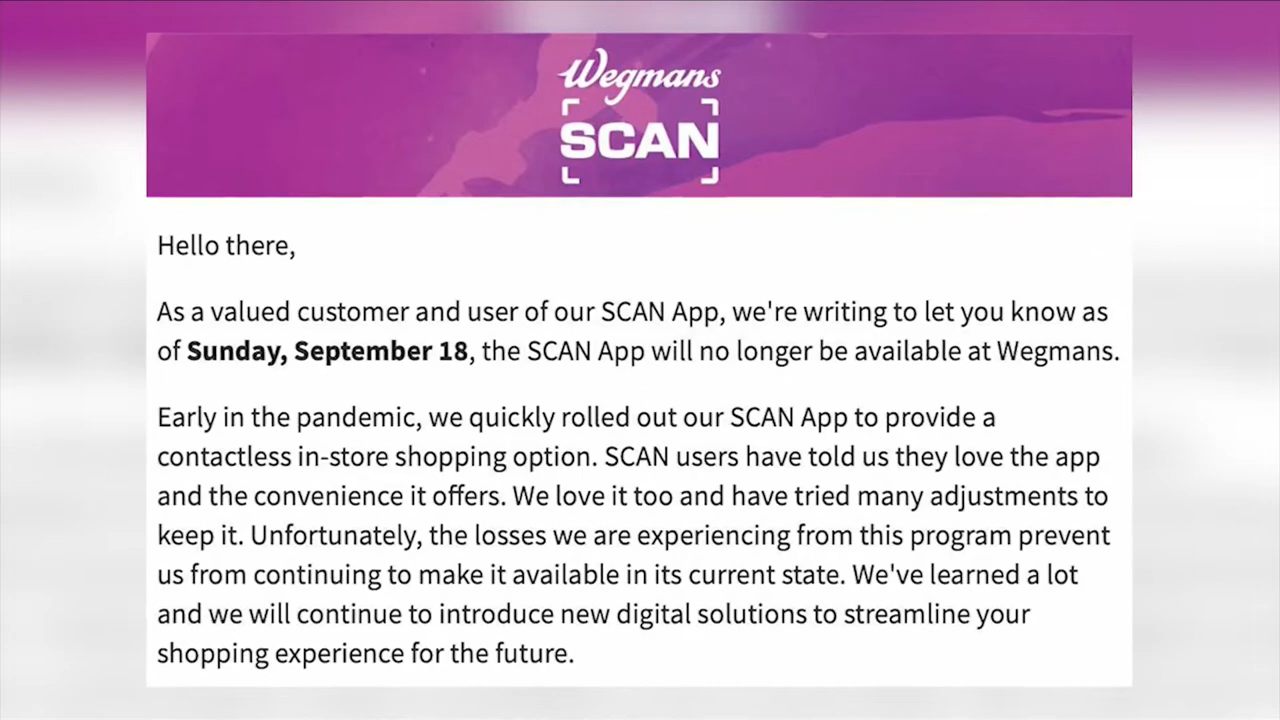 Wegmans
SCAN
Hello there,
As a valued customer and user of our SCAN App, we're writing to let you know as
of Sunday, September 18, the SCAN App will no longer be available at Wegmans.
Early in the pandemic, we quickly rolled out our SCAN App to provide a
contactless in-store shopping option. SCAN users have told us they love the app
and the convenience it offers. We love it too and have tried many adjustments to
keep it. Unfortunately, the losses we are experiencing from this program prevent
us from continuing to make it available in its current state. We've learned a lot
and we will continue to introduce new digital solutions to streamline your
shopping experience for the future.